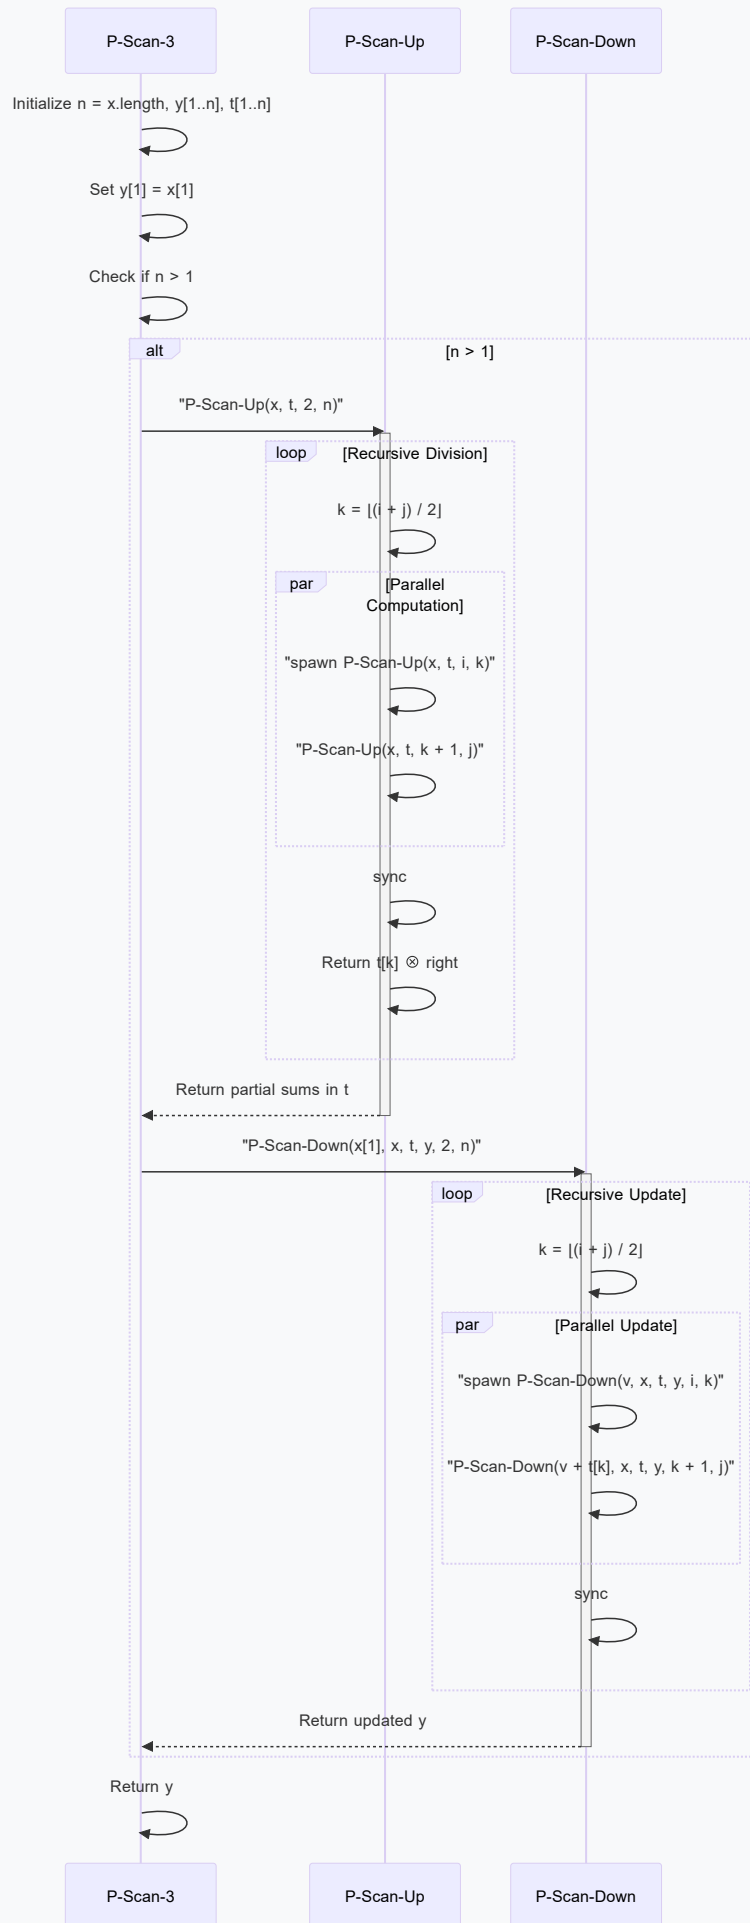 P-Scan-3
P-Scan-Up
P-Scan-Down
Initialize n = x.length, y[1..n], t[1..n]
Set y[1] = x[1]
Check if n > 1
alt
[n > 1]
"P-Scan-Up(x, t, 2, n)"
loop
[Recursive Division]
k = ⌊(i + j) / 2⌋
par
[Parallel
Computation]
"spawn P-Scan-Up(x, t, i, k)"
"P-Scan-Up(x, t, k + 1, j)"
sync
Return t[k] ⊗ right
Return partial sums in t
"P-Scan-Down(x[1], x, t, y, 2, n)"
loop
[Recursive Update]
k = ⌊(i + j) / 2⌋
par
[Parallel Update]
"spawn P-Scan-Down(v, x, t, y, i, k)"
"P-Scan-Down(v + t[k], x, t, y, k + 1, j)"
sync
Return updated y
Return y
P-Scan-3
P-Scan-Up
P-Scan-Down